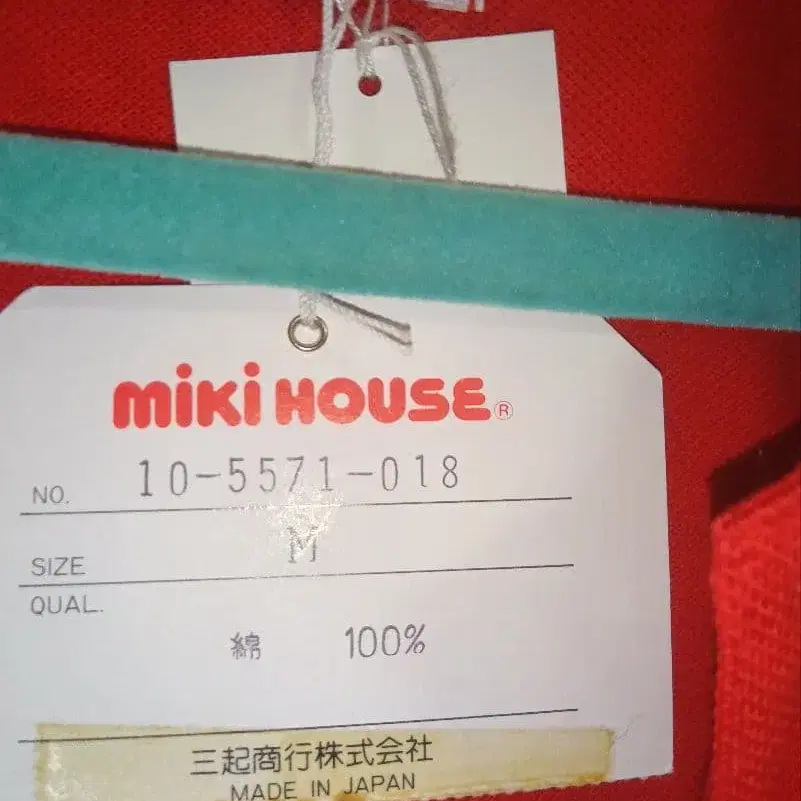 miki HOUSE®
NO. 10-5571-018
SIZE M
QUAL.
綿 100%
三起商行株式会社
MADE IN JAPAN